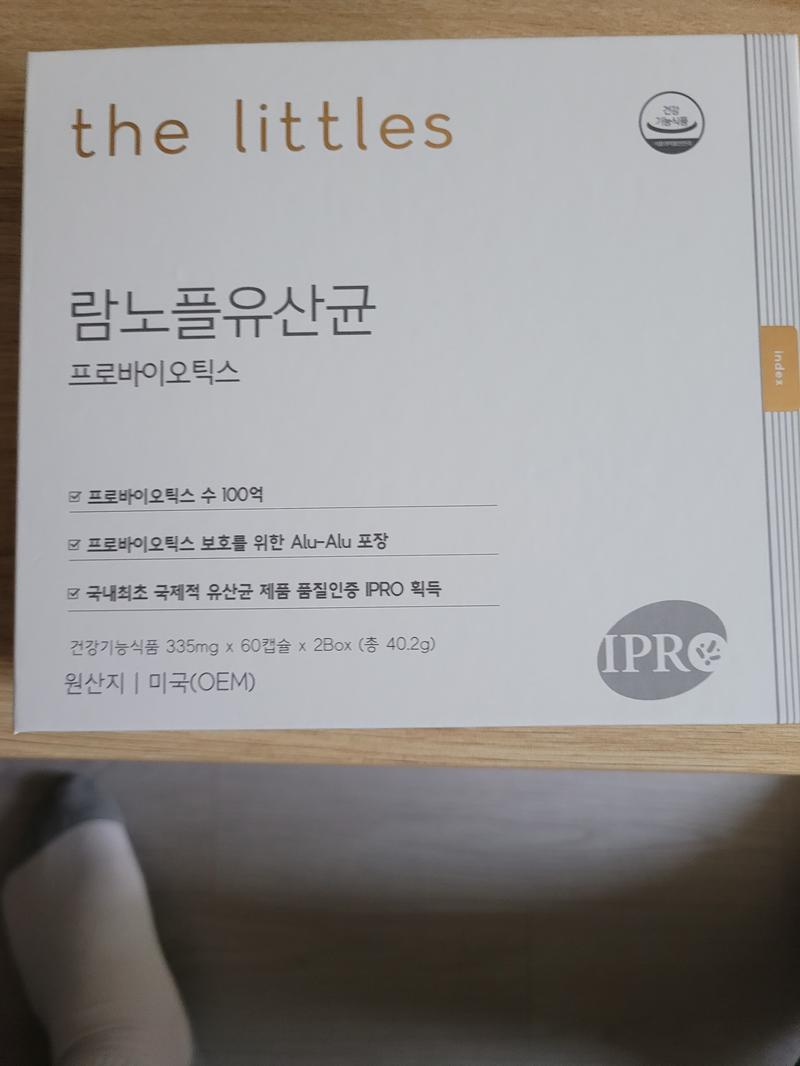 the littles
건강
기능식품
람노플유산균
프로바이오틱스
index
☑ 프로바이오틱스 수 100억
☑ 프로바이오틱스 보호를 위한 Alu-Alu 포장
☑ 국내최초 국제적 유산균 제품 품질인증 IPRO 획득
건강기능식품 335mg x 60캡슐 x 2Box (총 40.2g)
원산지 | 미국(OEM)
IPRO